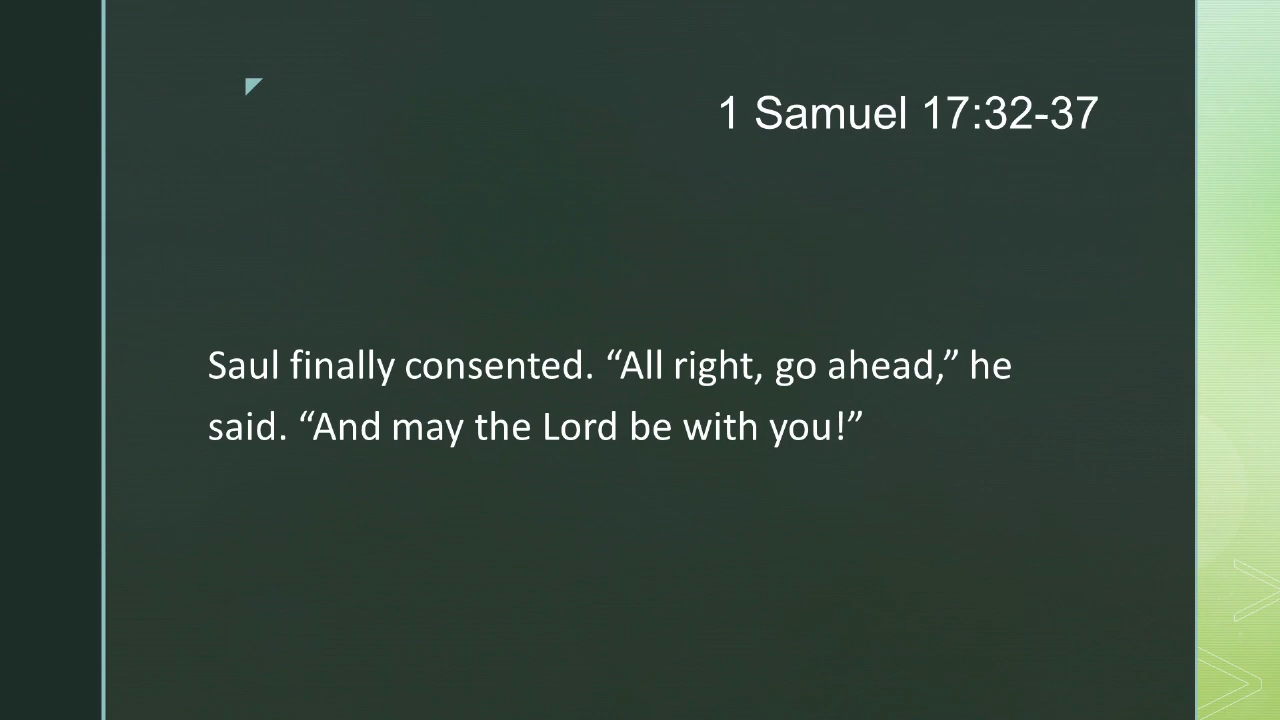 1 Samuel 17:32-37
Saul finally consented. “All right, go ahead,” he
said. “And may the Lord be with you!”